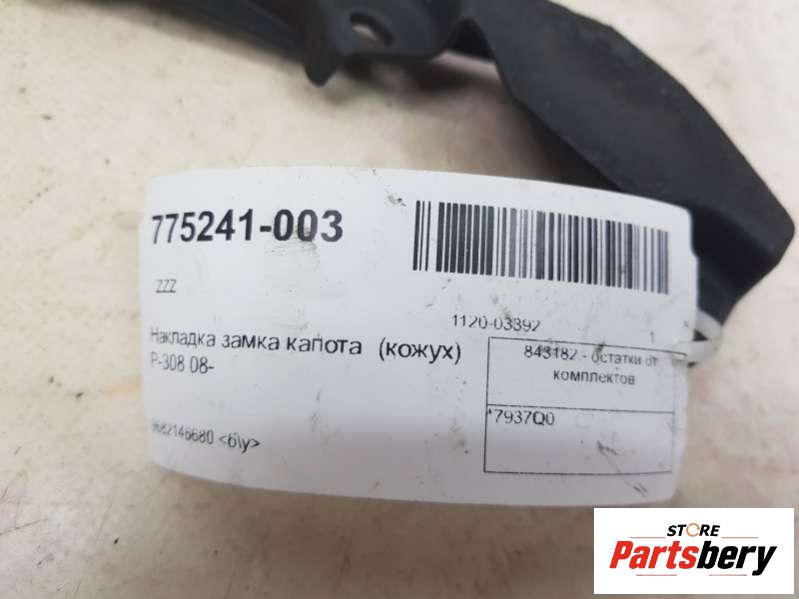 775241-003
ZZZ
1120-03392 1
Накладка замка капота (кожух)
P-308 08-
843182 - остатки от
комплектов
*7937Q0
9682146680 <б\у>
STORE
Partsbery